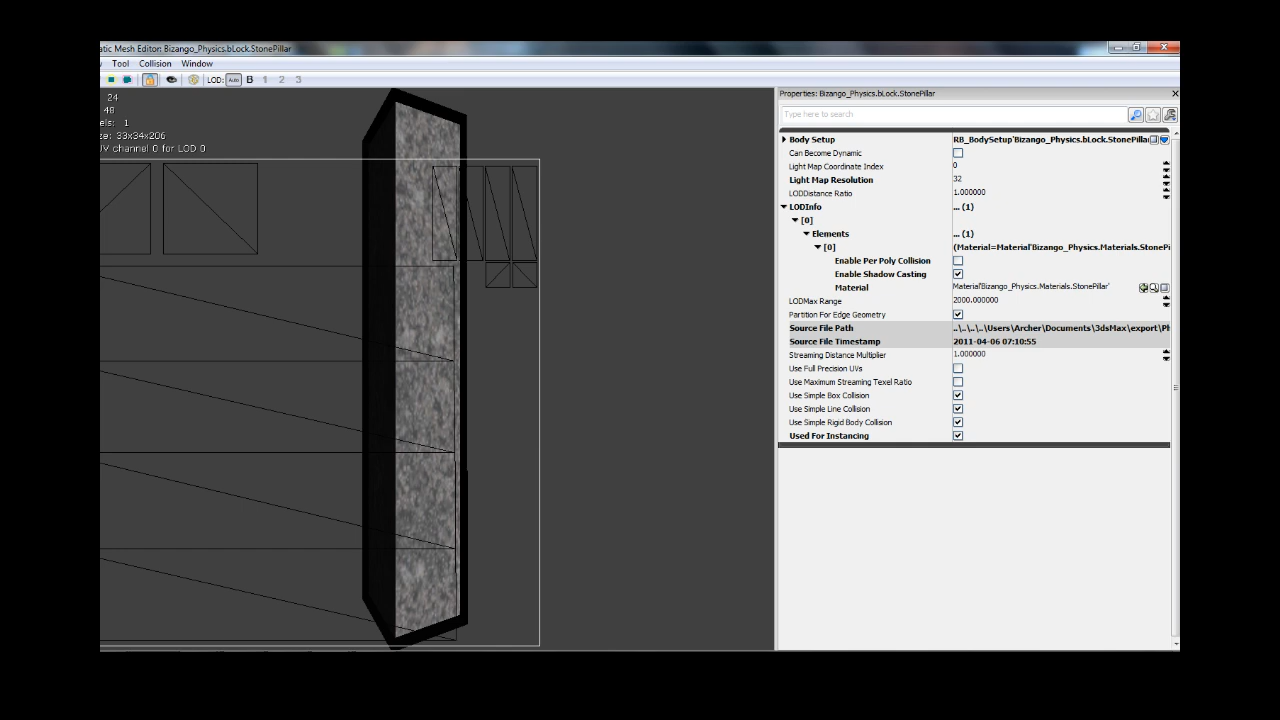 atic Mesh Editor: Bizango_Physics.bLock.StonePillar
w Tool Collision Window
LOD: Auto B 1 2 3
24
48
els: 1
ze: 33x34x206
UV channel 0 for LOD 0
Properties: Bizango_Physics.bLock.StonePillar
Type here to search
Body Setup RB_BodySetup'Bizango_Physics.bLock.StonePillar
Can Become Dynamic
Light Map Coordinate Index 0
Light Map Resolution 32
LODDistance Ratio 1.000000
LODInfo ... (1)
[0]
Elements ... (1)
[0] (Material=Material'Bizango_Physics.Materials.StonePi
Enable Per Poly Collision
Enable Shadow Casting
Material Material'Bizango_Physics.Materials.StonePillar'
LODMax Range 2000.000000
Partition For Edge Geometry
Source File Path ..\..\..\..\Users\Archer\Documents\3dsMax\export\Ph
Source File Timestamp 2011-04-06 07:10:55
Streaming Distance Multiplier 1.000000
Use Full Precision UVs
Use Maximum Streaming Texel Ratio
Use Simple Box Collision
Use Simple Line Collision
Use Simple Rigid Body Collision
Used For Instancing